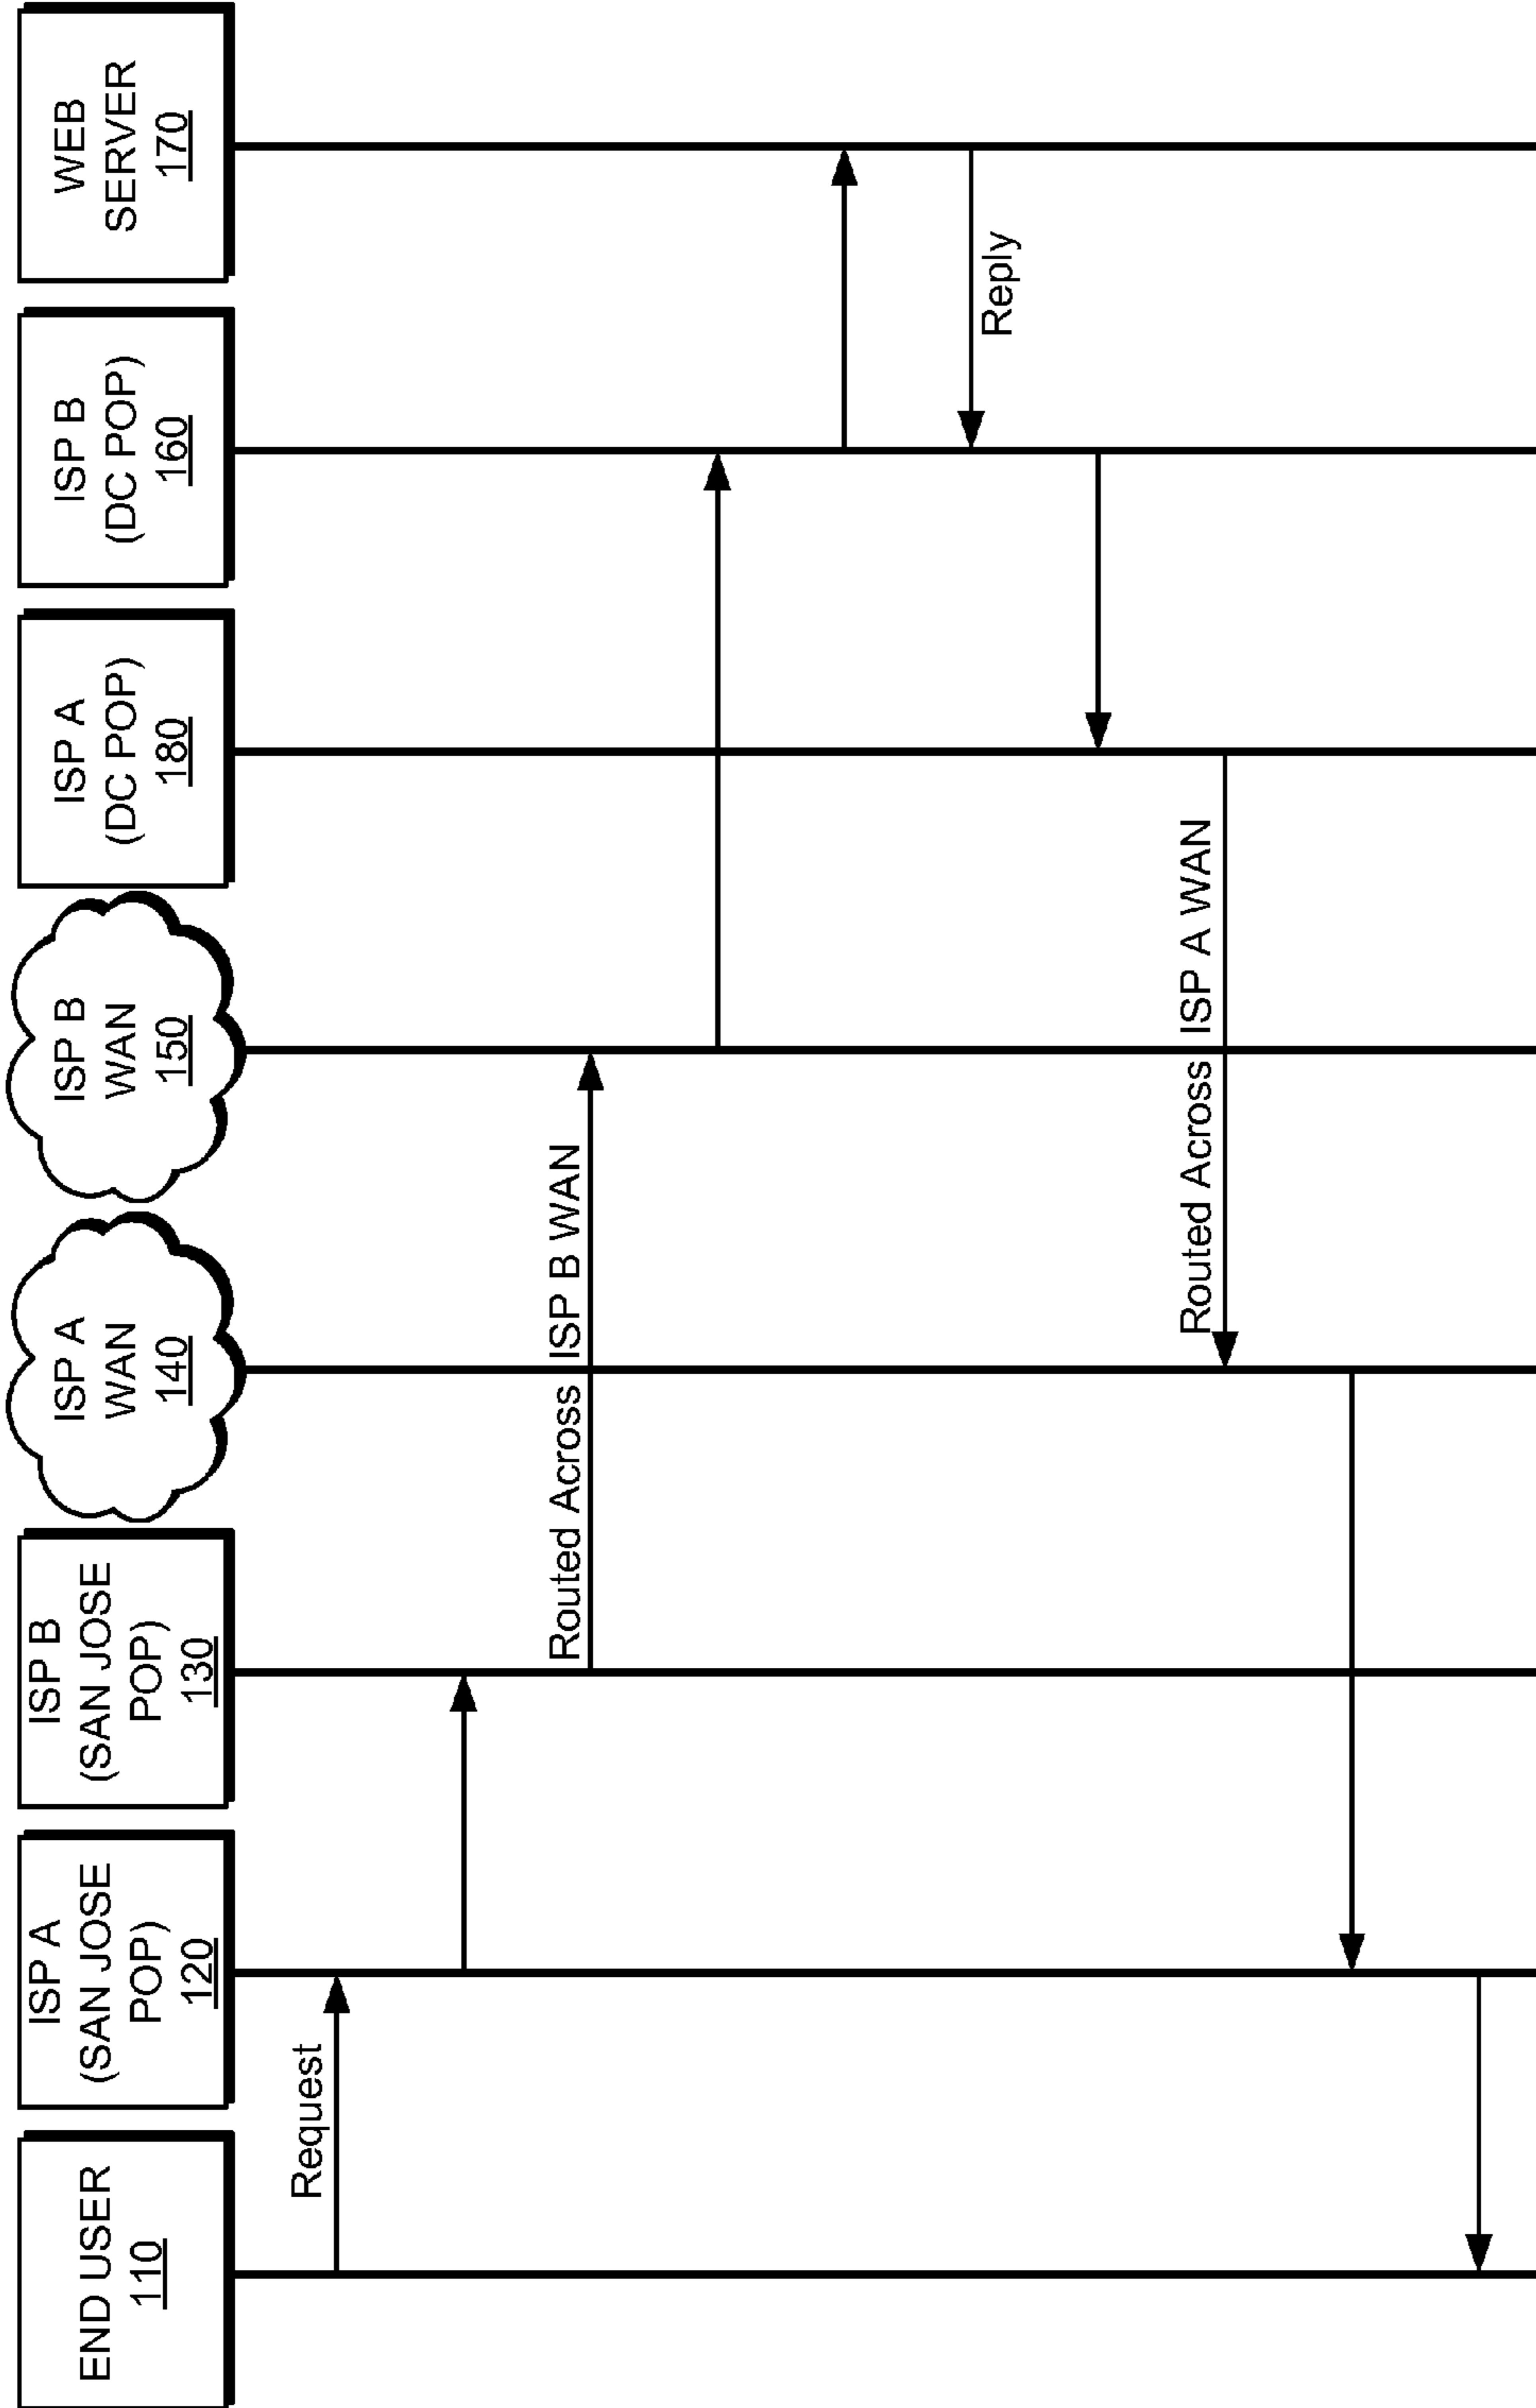 END USER
110
ISP A
(SAN JOSE
POP)
120
ISP B
(SAN JOSE
POP)
130
ISP A
WAN
140
ISP B
WAN
150
ISP A
(DC POP)
180
ISP B
(DC POP)
160
WEB
SERVER
170
Request
Routed Across ISP B WAN
Reply
Routed Across ISP A WAN